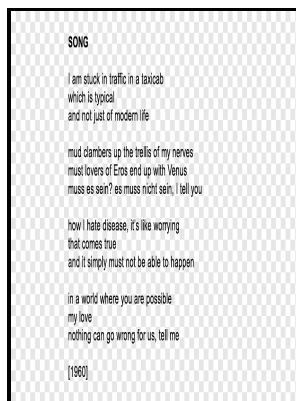 SONG
I am stuck in traffic in a taxicab
which is typical
and not just of modern life
mud clambers up the trellis of my nerves
must lovers of Eros end up with Venus
muss es sein? es muss nicht sein, I tell you
how I hate disease, it's like worrying
that comes true
and it simply must not be able to happen
in a world where you are possible
my love
nothing can go wrong for us, tell me
[1960]